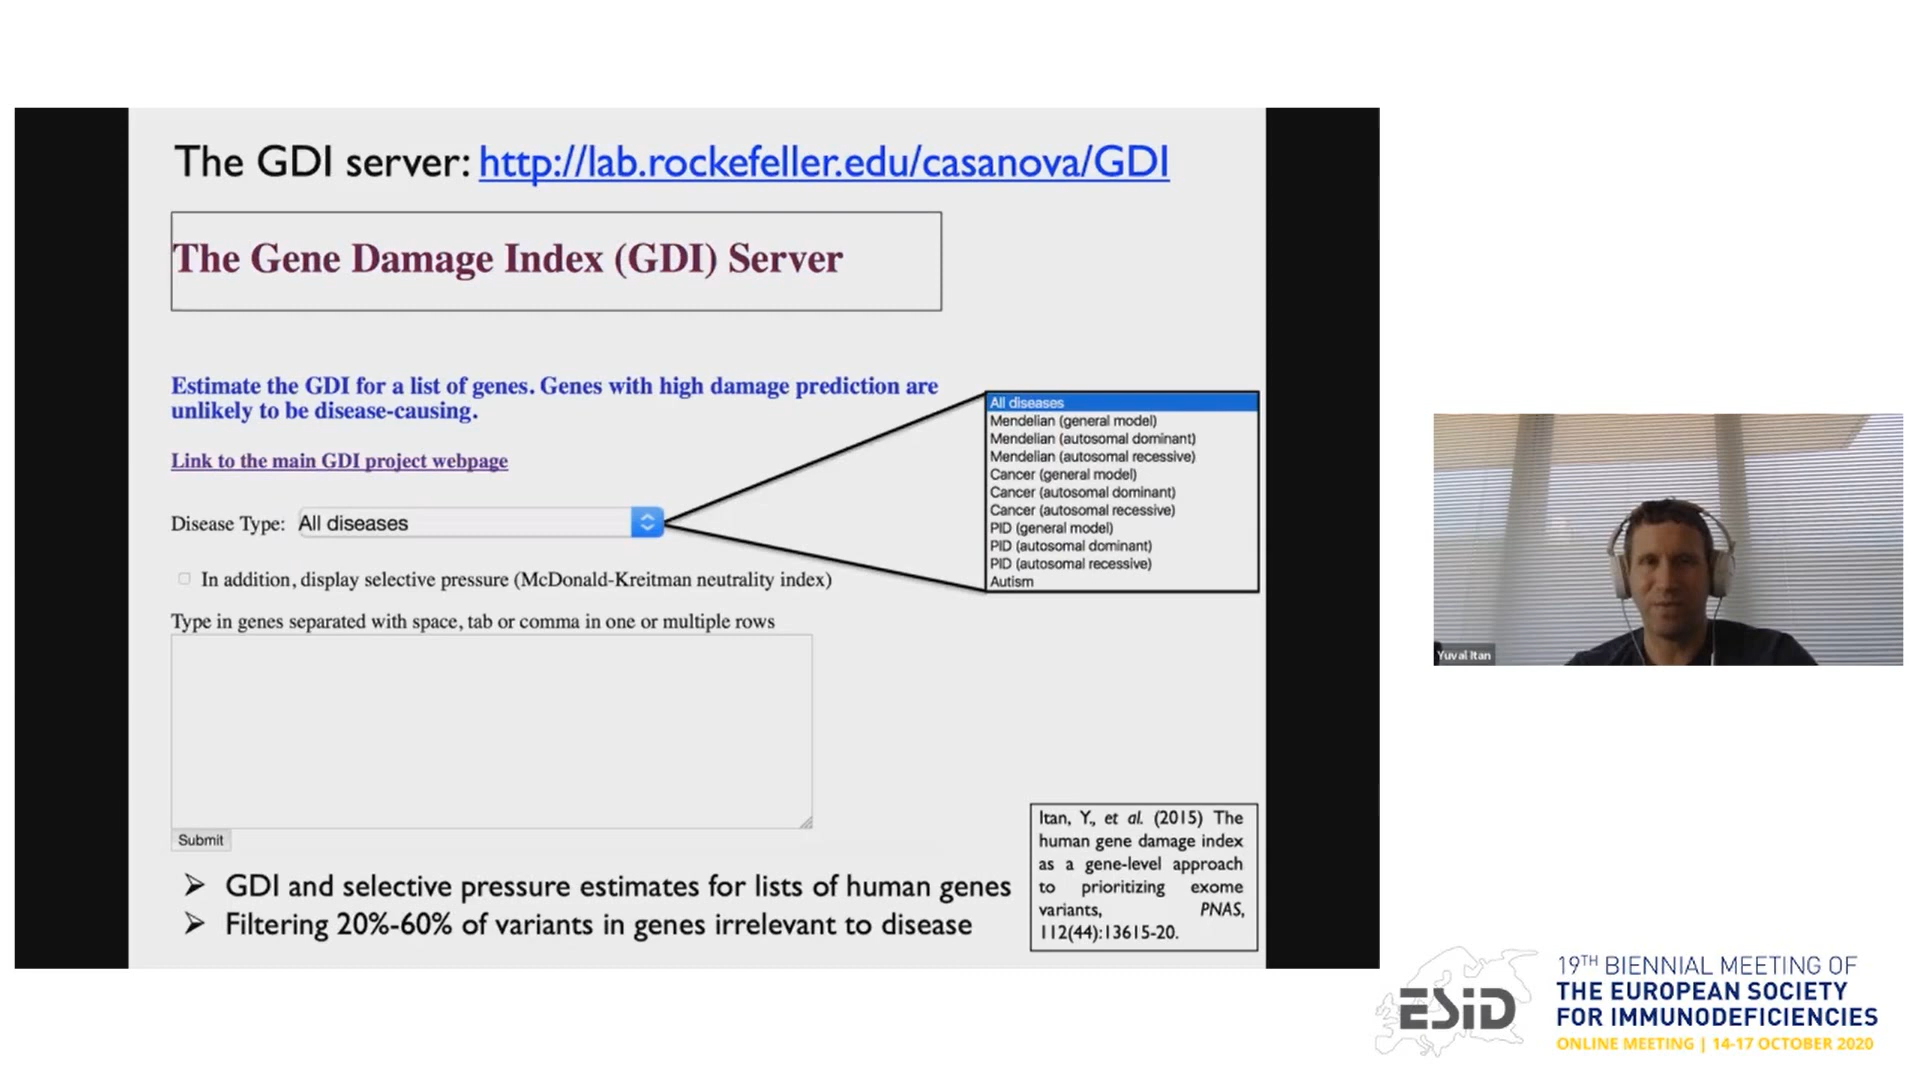 The GDI server: http://lab.rockefeller.edu/casanova/GDI
The Gene Damage Index (GDI) Server
Estimate the GDI for a list of genes. Genes with high damage prediction are
unlikely to be disease-causing.
Link to the main GDI project webpage
Disease Type: All diseases
In addition, display selective pressure (McDonald-Kreitman neutrality index)
Type in genes separated with space, tab or comma in one or multiple rows
Submit
All diseases
Mendelian (general model)
Mendelian (autosomal dominant)
Mendelian (autosomal recessive)
Cancer (general model)
Cancer (autosomal dominant)
Cancer (autosomal recessive)
PID (general model)
PID (autosomal dominant)
PID (autosomal recessive)
Autism
➤ GDI and selective pressure estimates for lists of human genes
➤ Filtering 20%-60% of variants in genes irrelevant to disease
Itan, Y., et al. (2015) The
human gene damage index
as a gene-level approach
to prioritizing exome
variants, PNAS,
112(44):13615-20.
Yuval Itan
ESiD
19TH BIENNIAL MEETING OF
THE EUROPEAN SOCIETY
FOR IMMUNODEFICIENCIES
ONLINE MEETING | 14-17 OCTOBER 2020